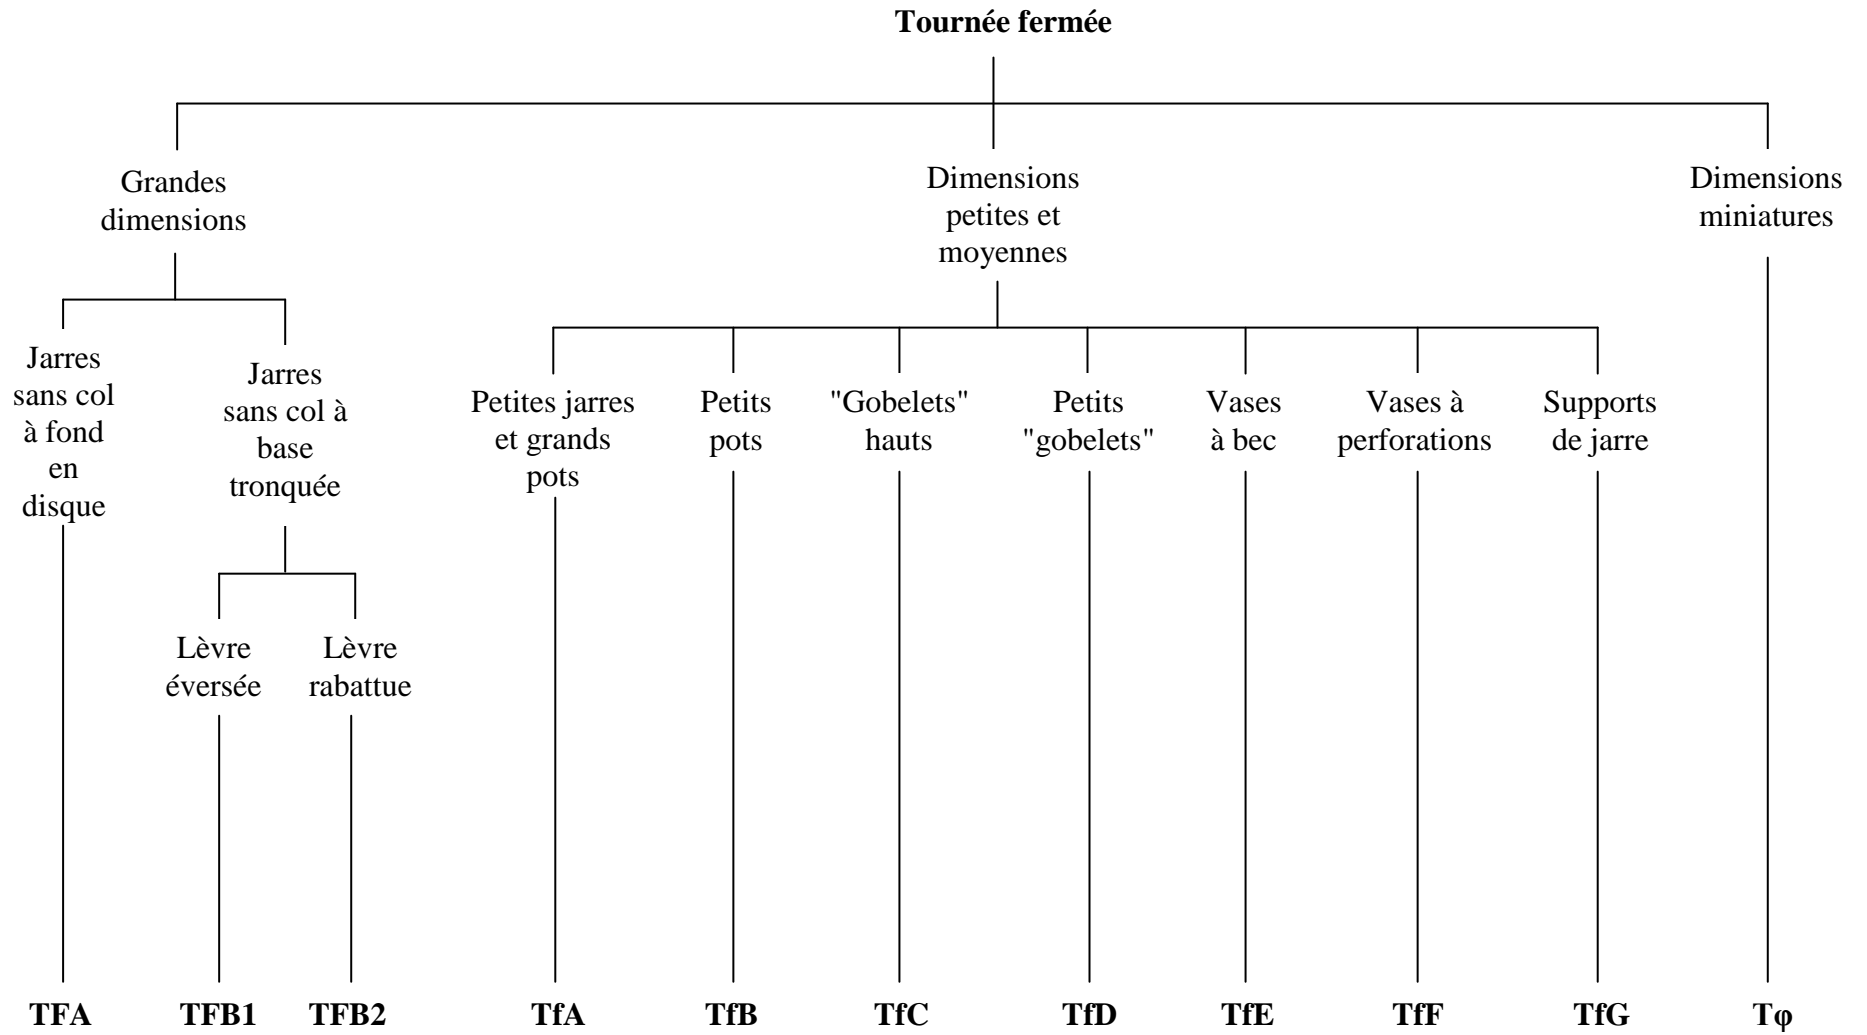 Tournée fermée
Grandes
dimensions
Dimensions
petites et
moyennes
Dimensions
miniatures
Jarres
sans col
à fond
en
disque
Jarres
sans col à
base
tronquée
Petites jarres
et grands
pots
Petits
pots
"Gobelets"
hauts
Petits
"gobelets"
Vases
à bec
Vases à
perforations
Supports
de jarre
Lèvre
éversée
Lèvre
rabattue
TFA
TFB1
TFB2
TfA
TfB
TfC
TfD
TfE
TfF
TfG
Tφ